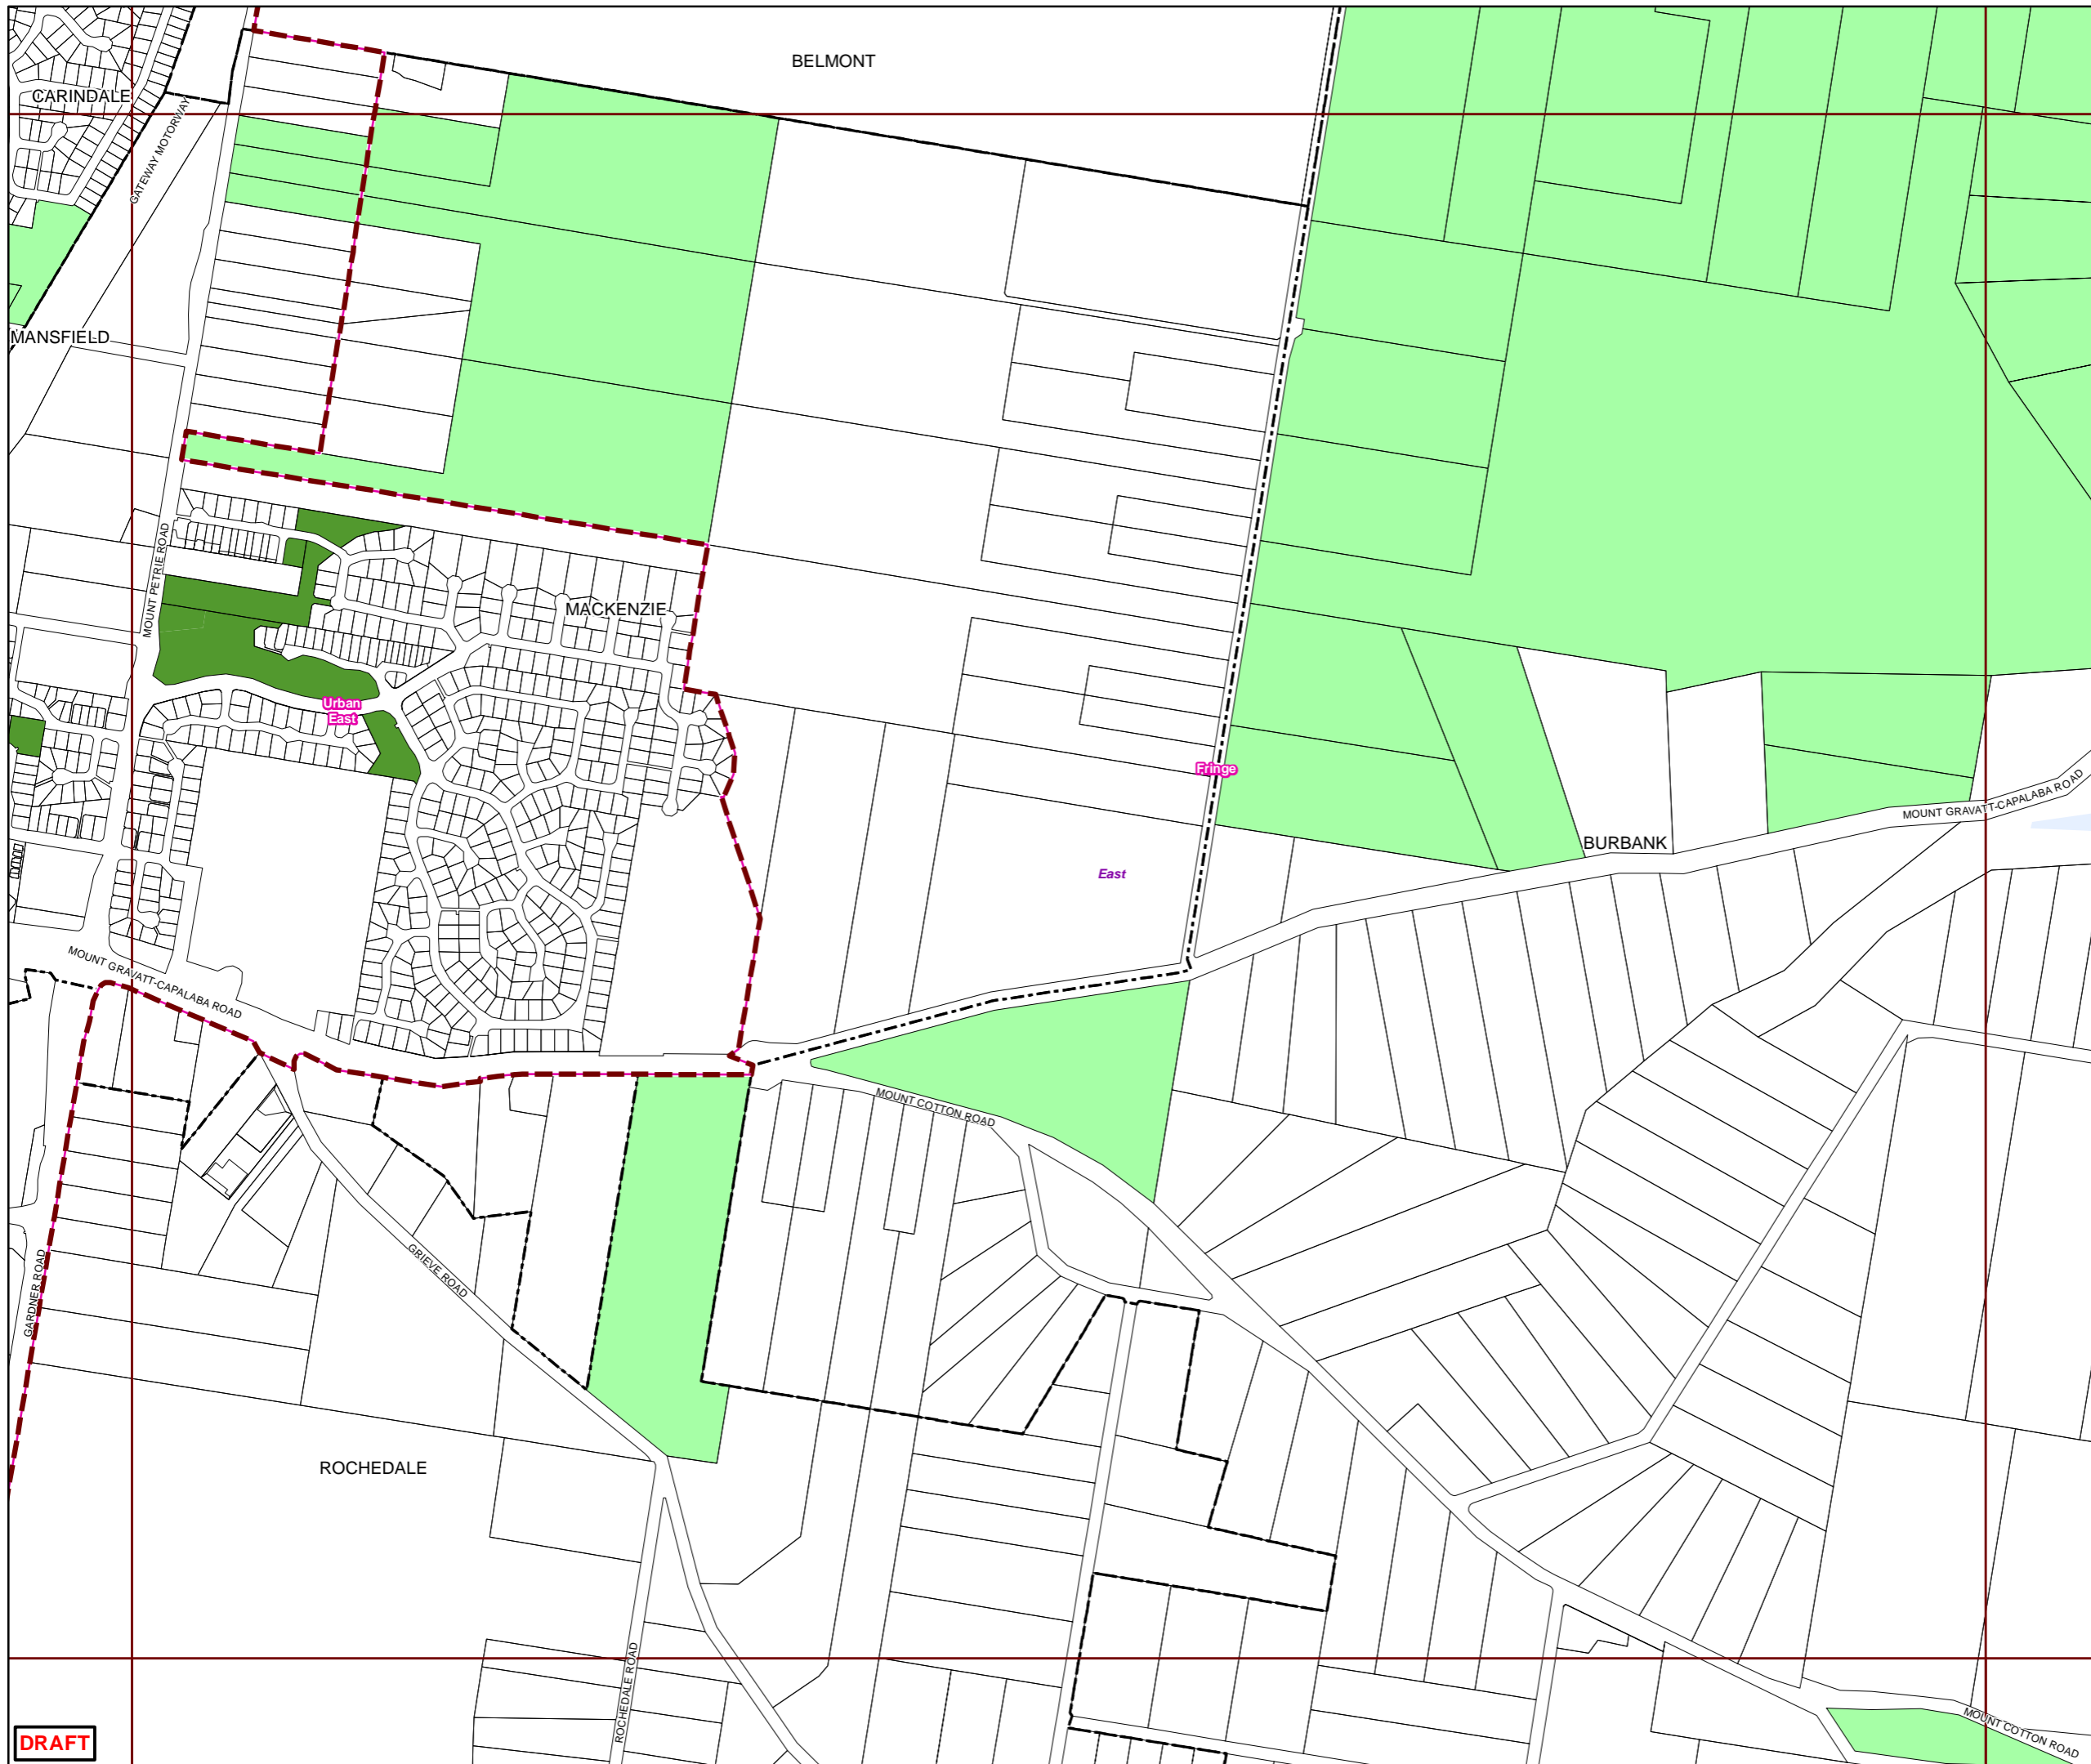 BELMONT
CARINDALE
GATEWAY MOTORWAY
MANSFIELD
MOUNT PETRIE ROAD
MACKENZIE
Urban
East
Fringe
MOUNT GRAVATT-CAPALABA ROAD
BURBANK
East
MOUNT GRAVATT-CAPALABA ROAD
MOUNT COTTON ROAD
GRIEVE ROAD
GARDNER ROAD
ROCHEDALE
ROCHEDALE ROAD
MOUNT COTTON ROAD
DRAFT